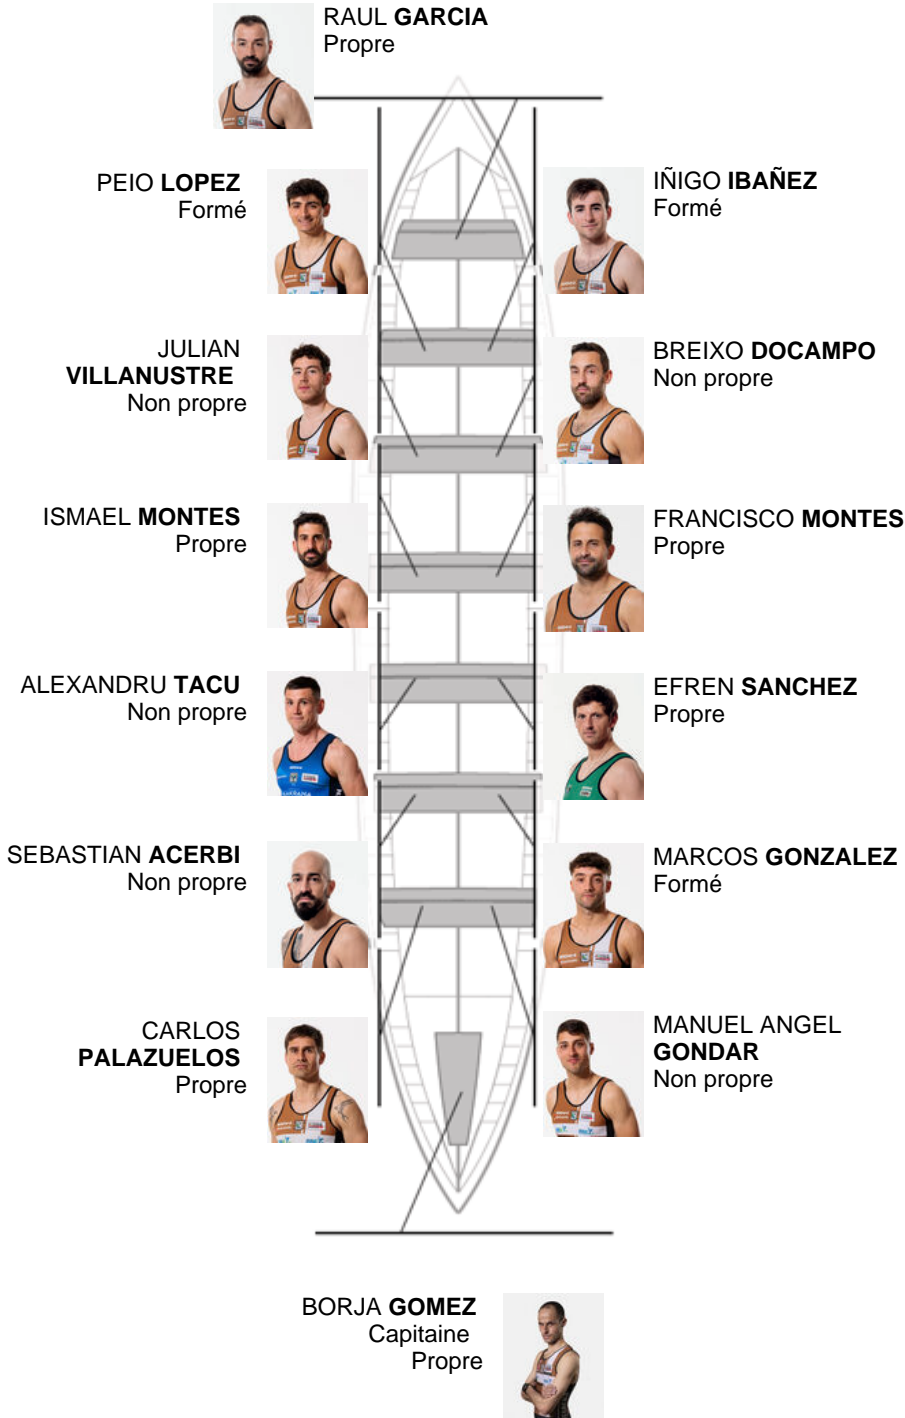 RAUL GARCIA
Propre
PEIO LOPEZ
Formé
IÑIGO IBAÑEZ
Formé
JULIAN
VILLANUSTRE
Non propre
BREIXO DOCAMPO
Non propre
ISMAEL MONTES
Propre
FRANCISCO MONTES
Propre
ALEXANDRU TACU
Non propre
EFREN SANCHEZ
Propre
SEBASTIAN ACERBI
Non propre
MARCOS GONZALEZ
Formé
CARLOS
PALAZUELOS
Propre
MANUEL ANGEL
GONDAR
Non propre
BORJA GOMEZ
Capitaine
Propre